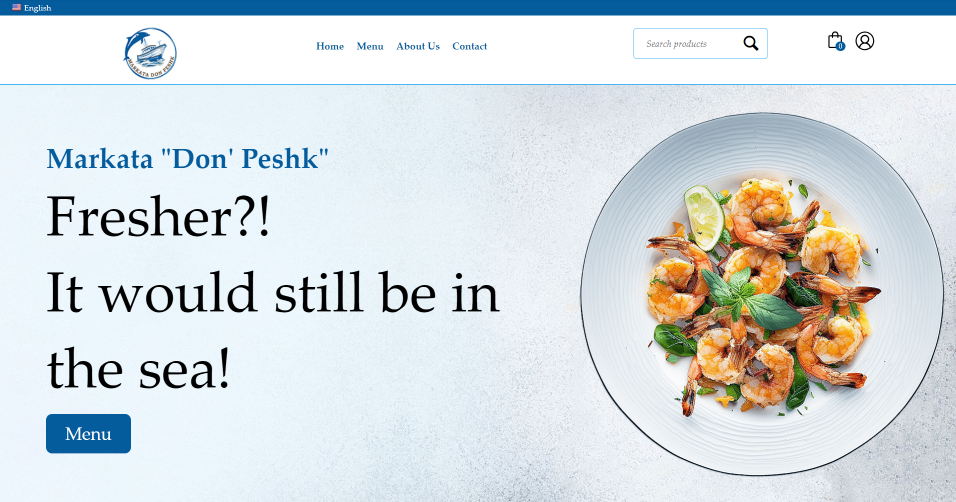 English
MARKATA DON PESHK
Home Menu About Us Contact
Search products
0
Markata "Don' Peshk"
Fresher?!
It would still be in
the sea!
Menu